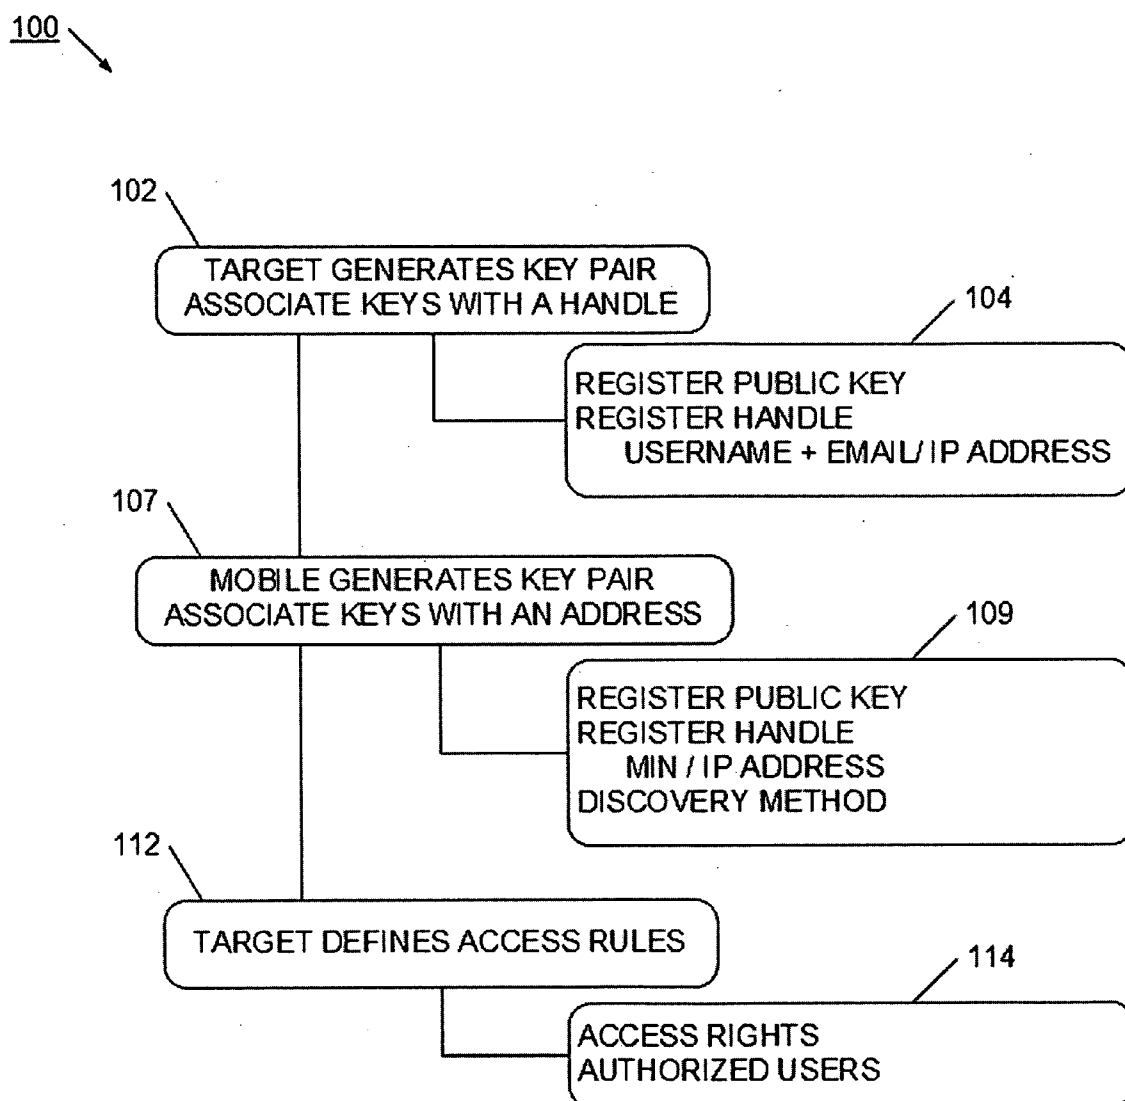 100
102
TARGET GENERATES KEY PAIR
ASSOCIATE KEYS WITH A HANDLE
104
REGISTER PUBLIC KEY
REGISTER HANDLE
USERNAME + EMAIL/ IP ADDRESS
107
MOBILE GENERATES KEY PAIR
ASSOCIATE KEYS WITH AN ADDRESS
109
REGISTER PUBLIC KEY
REGISTER HANDLE
MIN / IP ADDRESS
DISCOVERY METHOD
112
TARGET DEFINES ACCESS RULES
114
ACCESS RIGHTS
AUTHORIZED USERS